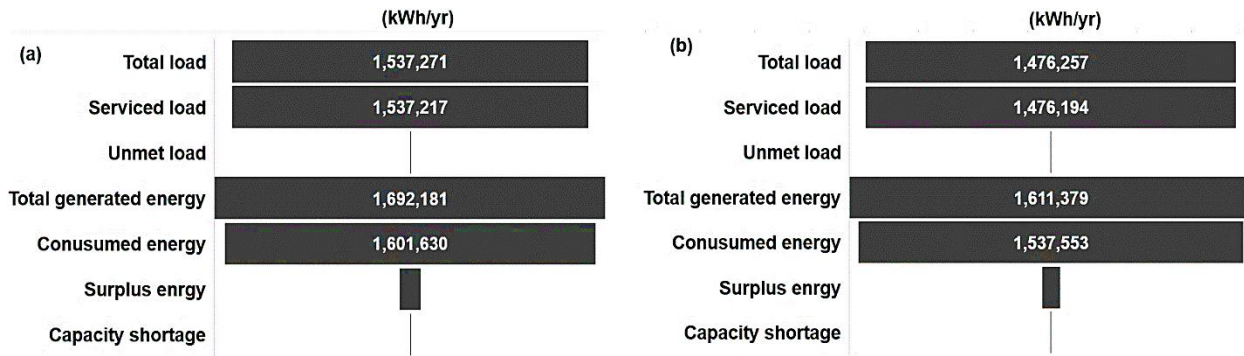 (kWh/yr)
(a)
Total load 1,537,271
Serviced load 1,537,217
Unmet load
Total generated energy 1,692,181
Conusumed energy 1,601,630
Surplus enrgy
Capacity shortage
(kWh/yr)
(b)
Total load 1,476,257
Serviced load 1,476,194
Unmet load
Total generated energy 1,611,379
Conusumed energy 1,537,553
Surplus enrgy
Capacity shortage